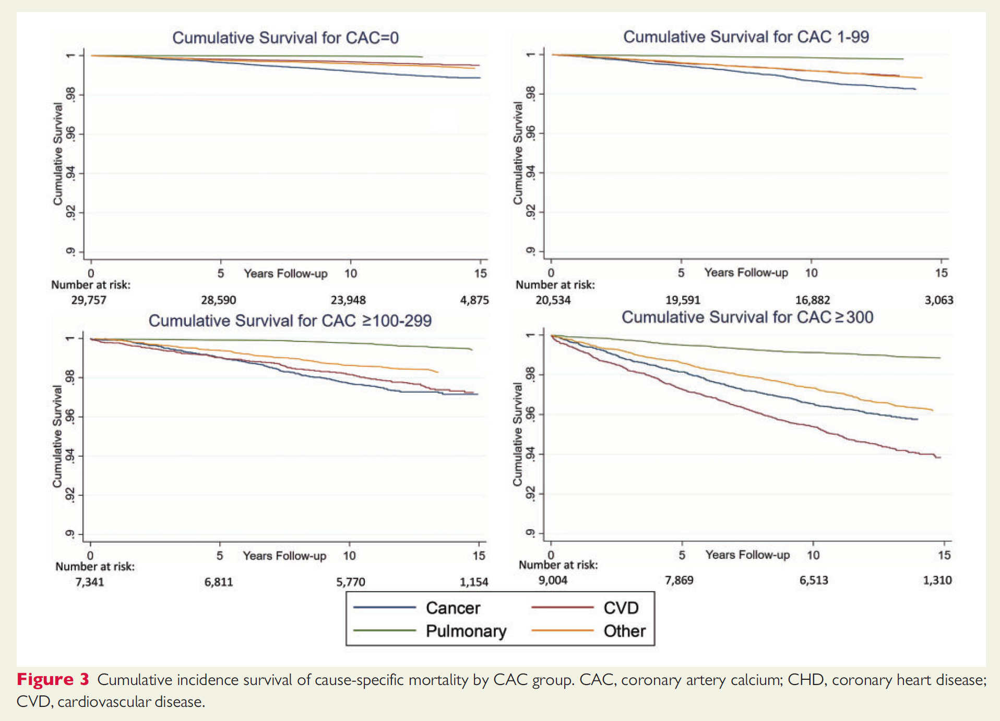 Cumulative Survival for CAC=0
Cumulative Survival
1
.98
.96
.94
.92
.9
0 5 Years Follow-up 10 15
Number at risk:
29,757 28,590 23,948 4,875
Cumulative Survival for CAC 1-99
Cumulative Survival
1
.98
.96
.94
.92
.9
0 5 Years Follow-up 10 15
Number at risk:
20,534 19,591 16,882 3,063
Cumulative Survival for CAC ≥100-299
Cumulative Survival
1
.98
.96
.94
.92
.9
0 5 Years Follow-up 10 15
Number at risk:
7,341 6,811 5,770 1,154
Cumulative Survival for CAC ≥300
Cumulative Survival
1
.98
.96
.94
.92
.9
0 5 Years Follow-up 10 15
Number at risk:
9,004 7,869 6,513 1,310
Cancer CVD
Pulmonary Other
Figure 3 Cumulative incidence survival of cause-specific mortality by CAC group. CAC, coronary artery calcium; CHD, coronary heart disease;
CVD, cardiovascular disease.